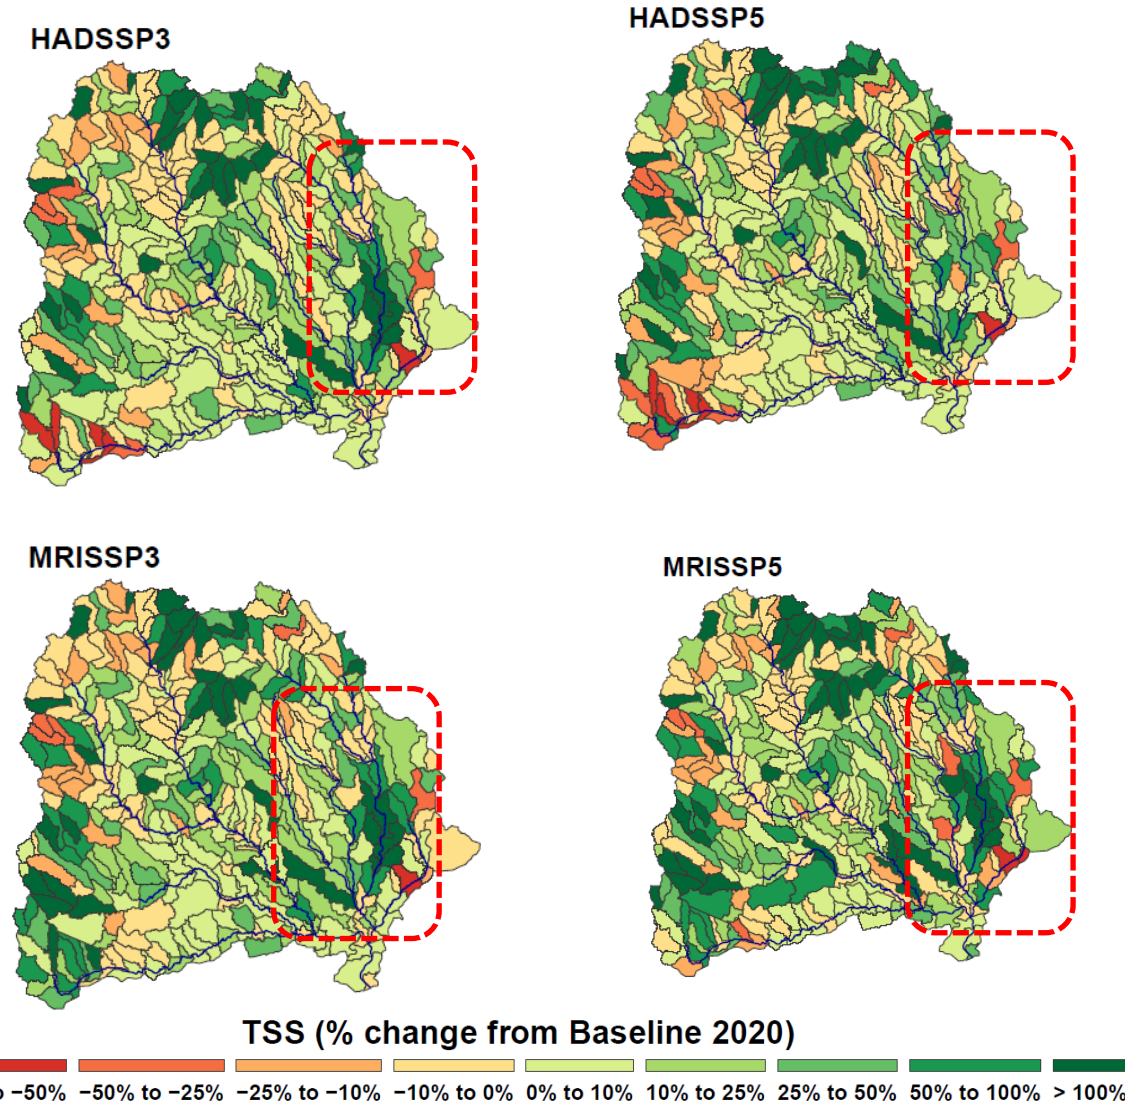 HADSSP3
HADSSP5
MRISSP3
MRISSP5
TSS (% change from Baseline 2020)
−50% −50% to −25% −25% to −10% −10% to 0% 0% to 10% 10% to 25% 25% to 50% 50% to 100% > 100%